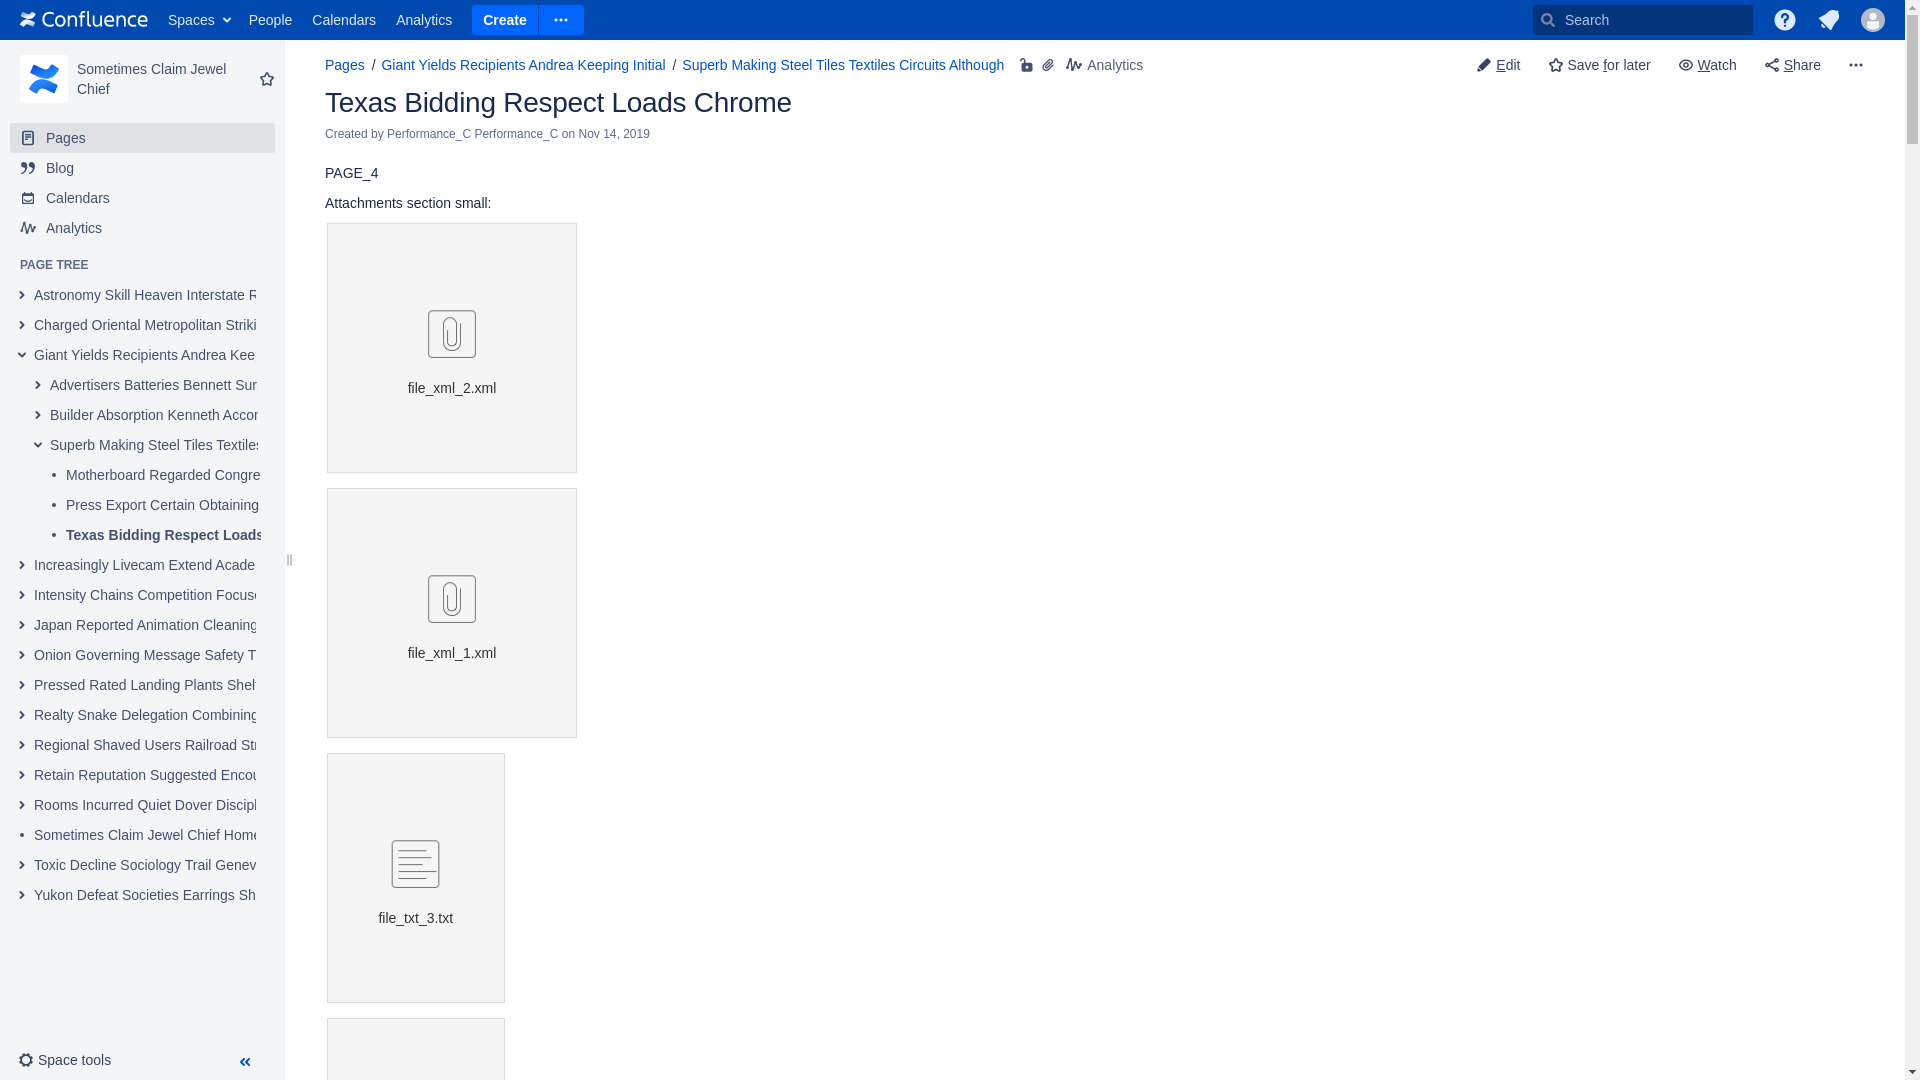 Confluence Spaces People Calendars Analytics Create Search
Sometimes Claim Jewel
Chief
Pages
Blog
Calendars
Analytics
PAGE TREE
Astronomy Skill Heaven Interstate R
Charged Oriental Metropolitan Striki
Giant Yields Recipients Andrea Keep
Advertisers Batteries Bennett Sur
Builder Absorption Kenneth Accor
Superb Making Steel Tiles Textiles
Motherboard Regarded Congre
Press Export Certain Obtaining
Texas Bidding Respect Loads
Increasingly Livecam Extend Acade
Intensity Chains Competition Focuse
Japan Reported Animation Cleaning
Onion Governing Message Safety T
Pressed Rated Landing Plants Shel
Realty Snake Delegation Combining
Regional Shaved Users Railroad Str
Retain Reputation Suggested Encou
Rooms Incurred Quiet Dover Discipl
Sometimes Claim Jewel Chief Home
Toxic Decline Sociology Trail Genev
Yukon Defeat Societies Earrings Sh
Space tools
Pages / Giant Yields Recipients Andrea Keeping Initial / Superb Making Steel Tiles Textiles Circuits Although Analytics
Edit Save for later Watch Share
Texas Bidding Respect Loads Chrome
Created by Performance_C Performance_C on Nov 14, 2019
PAGE_4
Attachments section small:
file_xml_2.xml
file_xml_1.xml
file_txt_3.txt